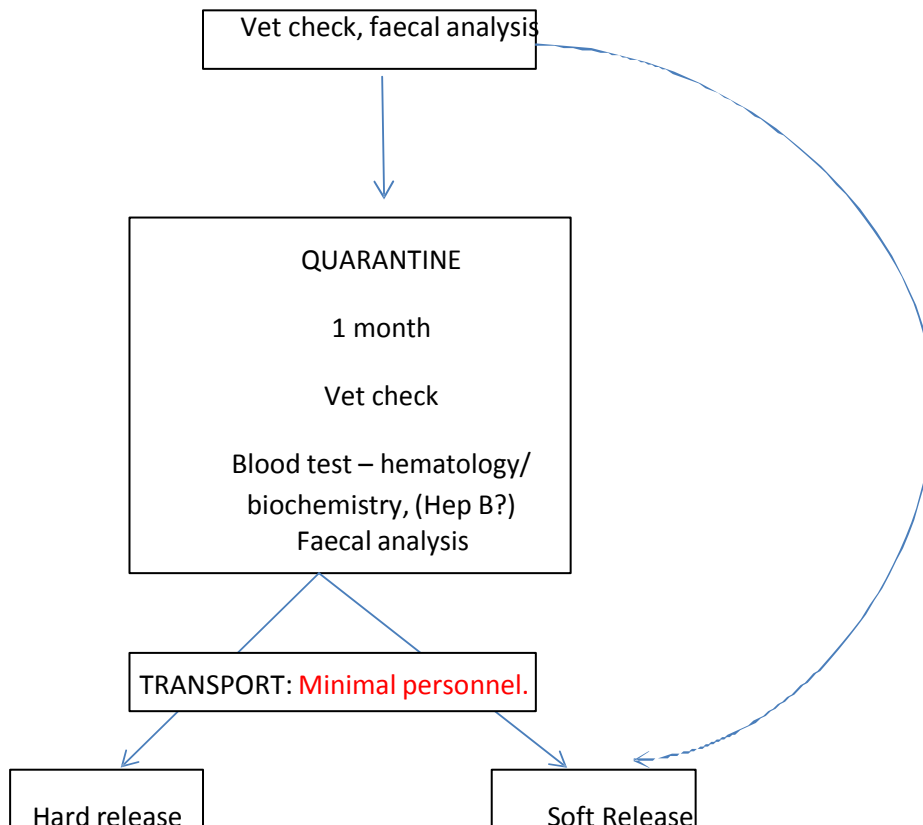 Vet check, faecal analysis
QUARANTINE
1 month
Vet check
Blood test – hematology/
biochemistry, (Hep B?)
Faecal analysis
TRANSPORT: Minimal personnel.
Hard release
Soft Release